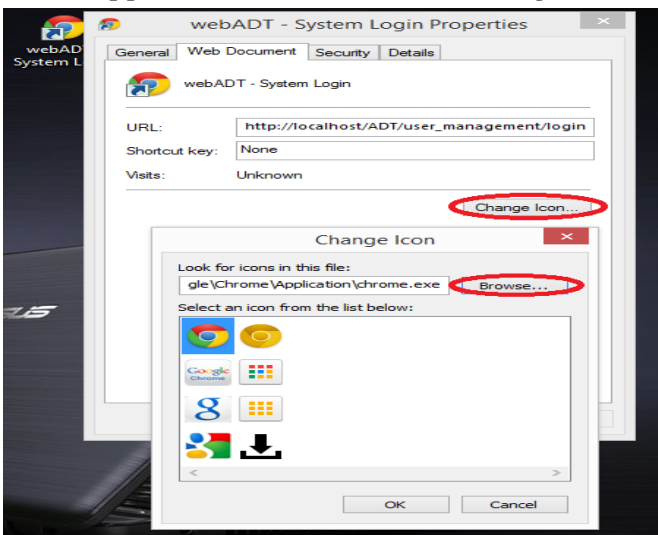 webADT - System Login Properties
webAD
System L
General Web Document Security Details
webADT - System Login
URL: http://localhost/ADT/user_management/login
Shortcut key: None
Visits: Unknown
Change Icon...
Change Icon
Look for icons in this file:
gle\Chrome\Application\chrome.exe Browse...
Select an icon from the list below:
Google
Chrome
g
OK Cancel